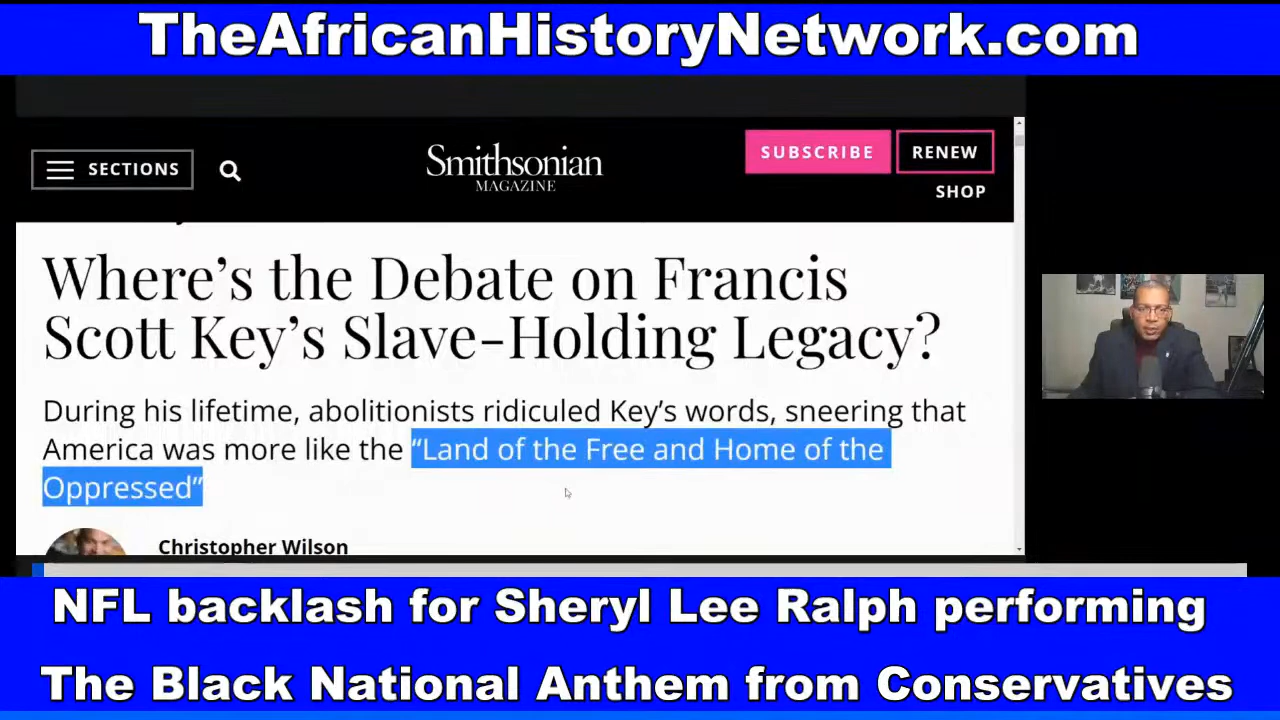 TheAfricanHistoryNetwork.com
SECTIONS
Smithsonian
MAGAZINE
SUBSCRIBE
RENEW
SHOP
Where's the Debate on Francis
Scott Key's Slave-Holding Legacy?
During his lifetime, abolitionists ridiculed Key's words, sneering that
America was more like the “Land of the Free and Home of the
Oppressed”
Christopher Wilson
NFL backlash for Sheryl Lee Ralph performing
The Black National Anthem from Conservatives